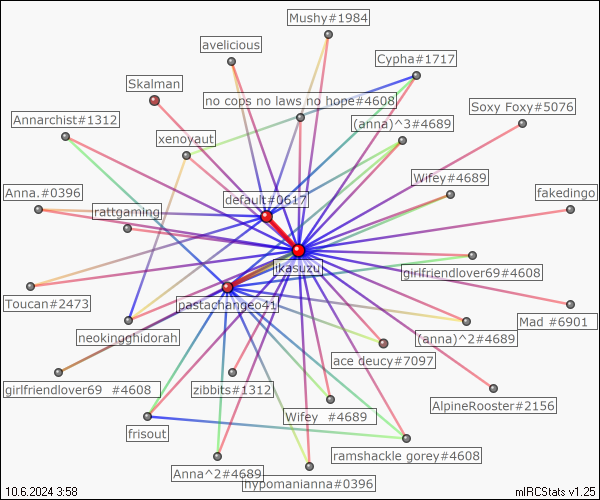 Mushy#1984
avelicious
Cypha#1717
Skalman
no cops no laws no hope#4608
Soxy Foxy#5076
Annarchist#1312
(anna)^3#4689
xenoyaut
Wifey#4689
Anna.#0396
default#0617
fakedingo
rattgaming
ikasuzu
girlfriendlover69#4608
Toucan#2473
pastachangeo41
Mad #6901
neokingghidorah
(anna)^2#4689
ace deucy#7097
girlfriendlover69 #4608
zibbits#1312
AlpineRooster#2156
Wifey #4689
frisout
ramshackle gorey#4608
Anna^2#4689
hypomanianna#0396
10.6.2024 3:58
mIRCStats v1.25